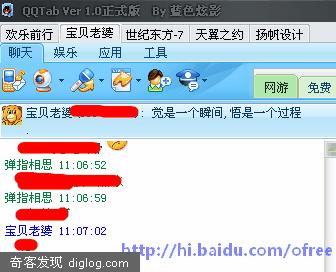 QQTab Ver 1.0正式版 By 蓝色炫影
欢乐前行 宝贝老婆 世纪东方-7 天翼之约 扬帆设计
聊天 娱乐 应用 工具
网游 免费
宝贝老婆 : 觉是一个瞬间,悟是一个过程
.
弹指相思 11:06:52
弹指相思 11:06:59
宝贝老婆 11:07:02
http://hi.baidu.com/ofree
奇客发现 diglog.com